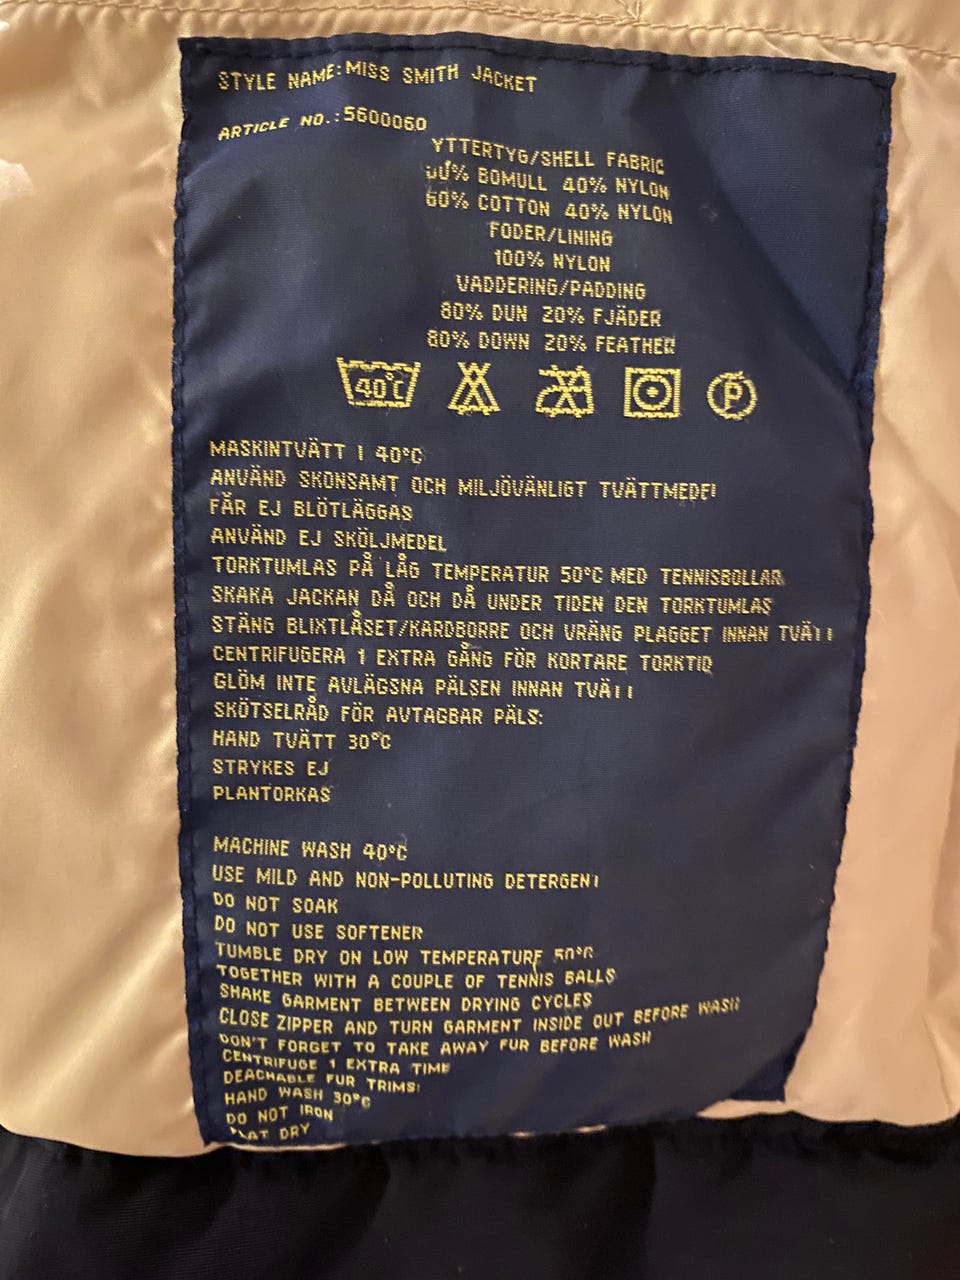 STYLE NAME: MISS SMITH JACKET
ARTICLE NO.: 5600060
YTTERTYG/SHELL FABRIC
60% BOMULL 40% NYLON
60% COTTON 40% NYLON
FODER/LINING
100% NYLON
VADDERING/PADDING
80% DUN 20% FJÄDER
80% DOWN 20% FEATHER
40°C P
MASKINTVÄTT I 40°C
ANVÄND SKONSAMT OCH MILJÖVÄNLIGT TVÄTTMEDEL
FÅR EJ BLÖTLÄGGAS
ANVÄND EJ SKÖLJMEDEL
TORKTUMLAS PÅ LÅG TEMPERATUR 50°C MED TENNISBOLLAR
SKAKA JACKAN DÅ OCH DÅ UNDER TIDEN DEN TORKTUMLAS
STÄNG BLIXTLÅSET/KARDBORRE OCH VRÄNG PLAGGET INNAN TVÄTT
CENTRIFUGERA 1 EXTRA GÅNG FÖR KORTARE TORKTID
GLÖM INTE AVLÄGSNA PÄLSEN INNAN TVÄTT
SKÖTSELRÅD FÖR AVTAGBAR PÄLS:
HAND TVÄTT 30°C
STRYKES EJ
PLANTORKAS
MACHINE WASH 40°C
USE MILD AND NON-POLLUTING DETERGENT
DO NOT SOAK
DO NOT USE SOFTENER
TUMBLE DRY ON LOW TEMPERATURE 50°C
TOGETHER WITH A COUPLE OF TENNIS BALLS
SHAKE GARMENT BETWEEN DRYING CYCLES
CLOSE ZIPPER AND TURN GARMENT INSIDE OUT BEFORE WASH
DON'T FORGET TO TAKE AWAY FUR BEFORE WASH
CENTRIFUGE 1 EXTRA TIME
DEACHABLE FUR TRIMS:
HAND WASH 30°C
DO NOT IRON
FLAT DRY